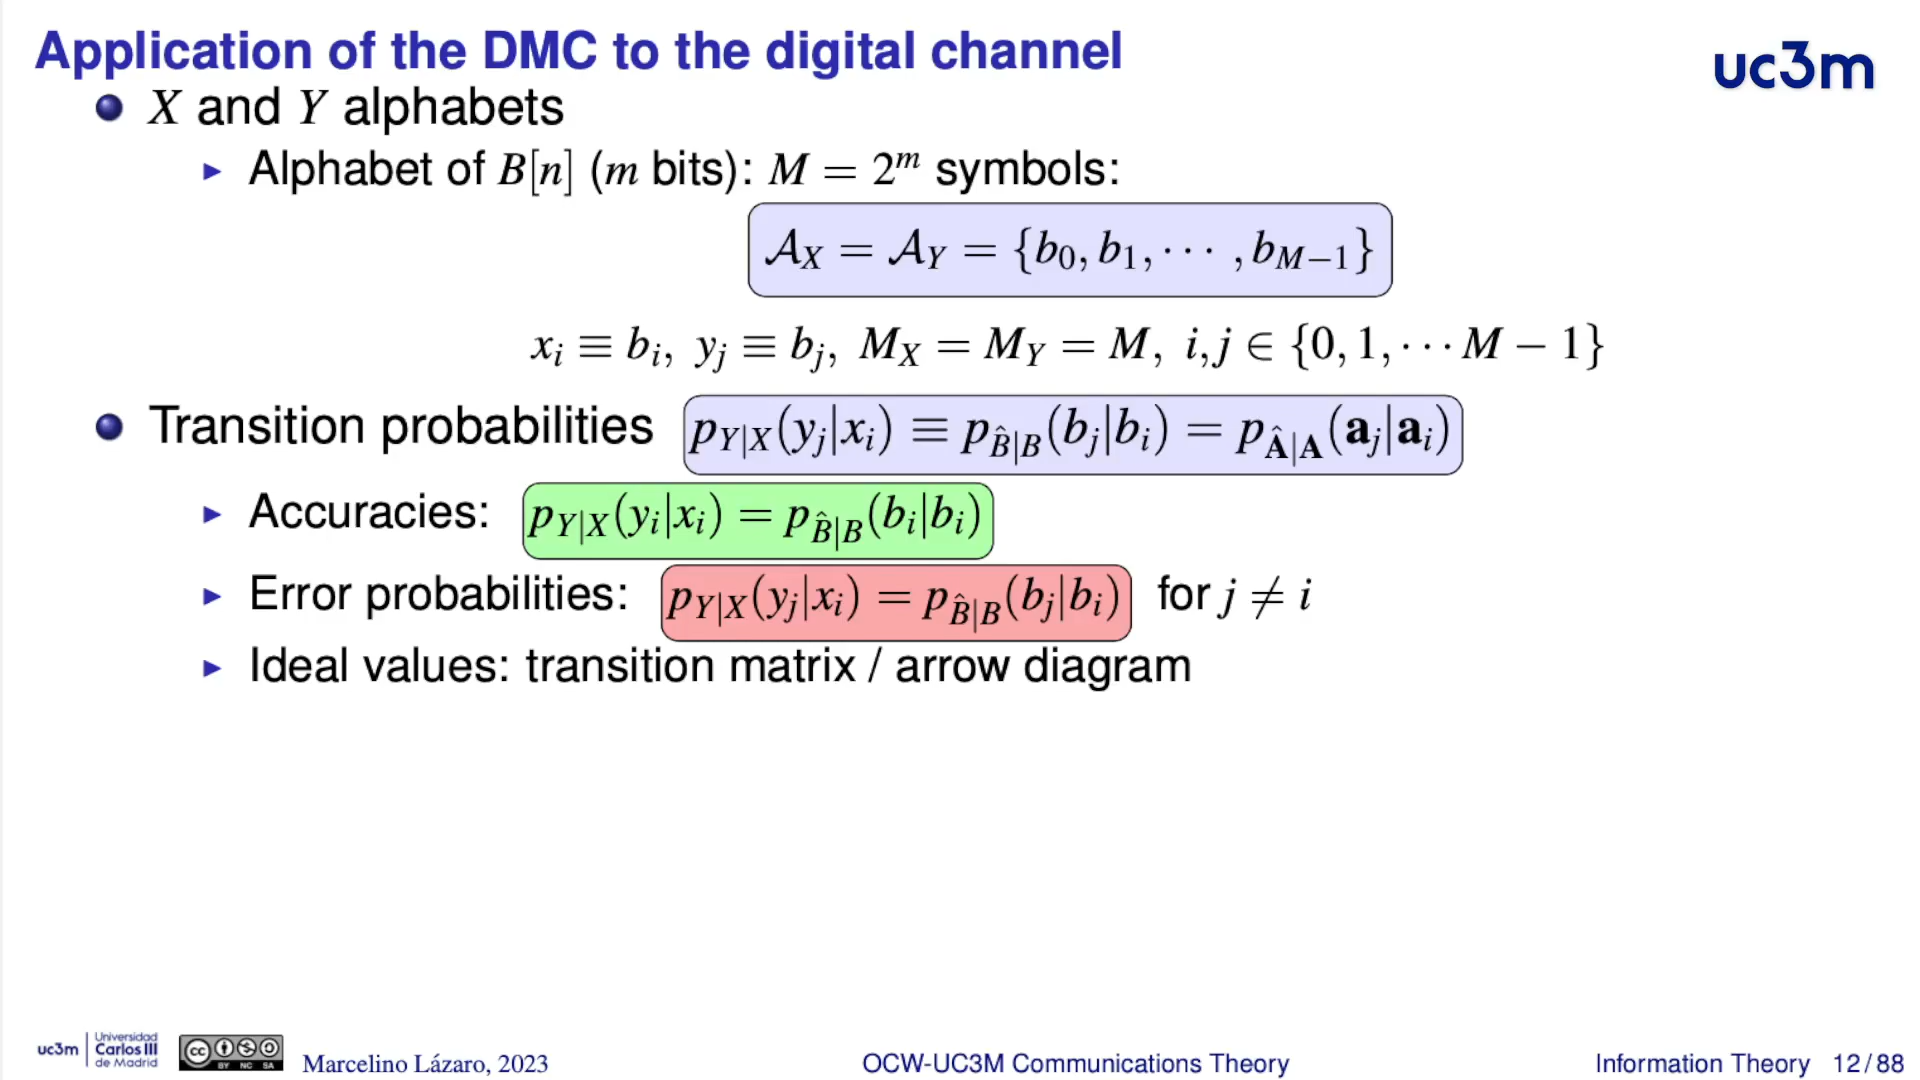 Application of the DMC to the digital channel
uc3m
X and Y alphabets
Alphabet of B[n] (m bits): M = 2^m symbols:
𝒜_X = 𝒜_Y = {b_0, b_1, ⋯ , b_{M−1}}
x_i ≡ b_i, y_j ≡ b_j, M_X = M_Y = M, i, j ∈ {0, 1, ⋯ M − 1}
Transition probabilities p_{Y|X}(y_j|x_i) ≡ p_{B̂|B}(b_j|b_i) = p_{Â|A}(a_j|a_i)
Accuracies: p_{Y|X}(y_i|x_i) = p_{B̂|B}(b_i|b_i)
Error probabilities: p_{Y|X}(y_j|x_i) = p_{B̂|B}(b_j|b_i) for j ≠ i
Ideal values: transition matrix / arrow diagram
uc3m Universidad Carlos III de Madrid
cc BY NC SA
Marcelino Lázaro, 2023
OCW-UC3M Communications Theory
Information Theory 12 / 88